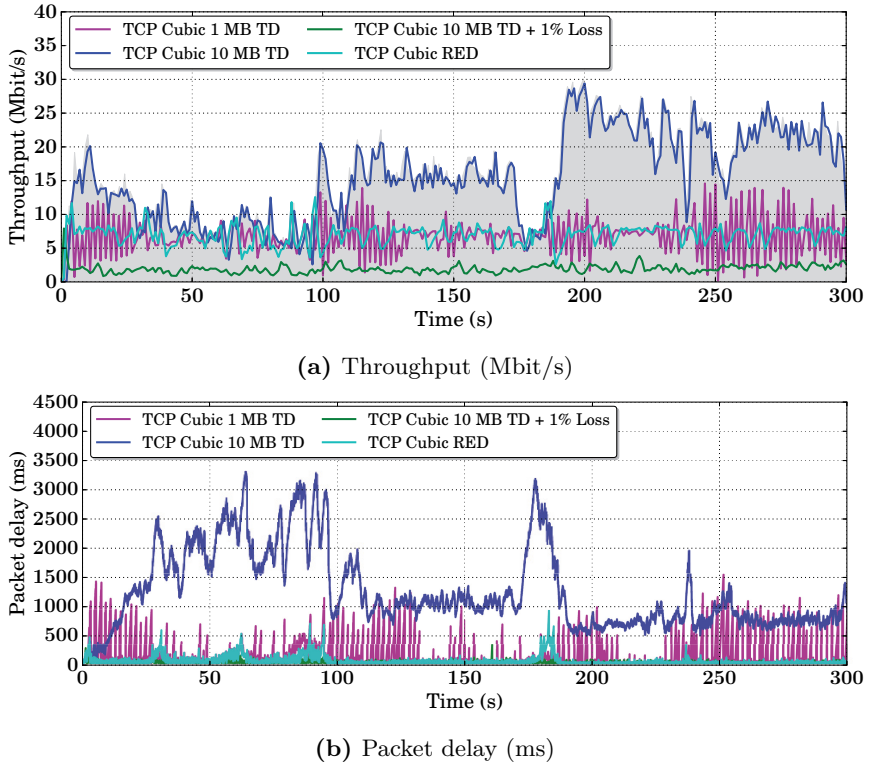 40
35
30
25
20
15
10
5
0
Throughput (Mbit/s)
TCP Cubic 1 MB TD
TCP Cubic 10 MB TD
TCP Cubic 10 MB TD + 1% Loss
TCP Cubic RED
0 50 100 150 200 250 300
Time (s)
(a) Throughput (Mbit/s)
4500
4000
3500
3000
2500
2000
1500
1000
500
0
Packet delay (ms)
TCP Cubic 1 MB TD
TCP Cubic 10 MB TD
TCP Cubic 10 MB TD + 1% Loss
TCP Cubic RED
0 50 100 150 200 250 300
Time (s)
(b) Packet delay (ms)